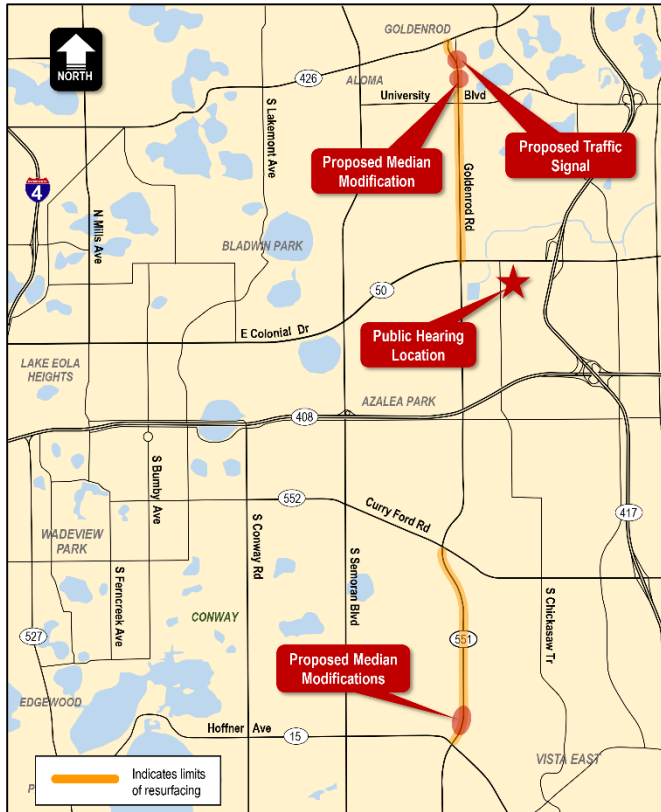 GOLDENROD
NORTH
426
ALOMA
University Blvd
S Lakemont Ave
Proposed Median
Modification
Proposed Traffic
Signal
4
N Mills Ave
Goldenrod Rd
BLADWIN PARK
50
E Colonial Dr
Public Hearing
Location
LAKE EOLA
HEIGHTS
AZALEA PARK
408
S Bumby Ave
552
Curry Ford Rd
417
WADEVIEW
PARK
S Ferncreek Ave
S Conway Rd
S Semoran Blvd
S Chickasaw Tr
CONWAY
527
551
Proposed Median
Modifications
EDGEWOOD
Hoffner Ave
15
VISTA EAST
P
Indicates limits
of resurfacing